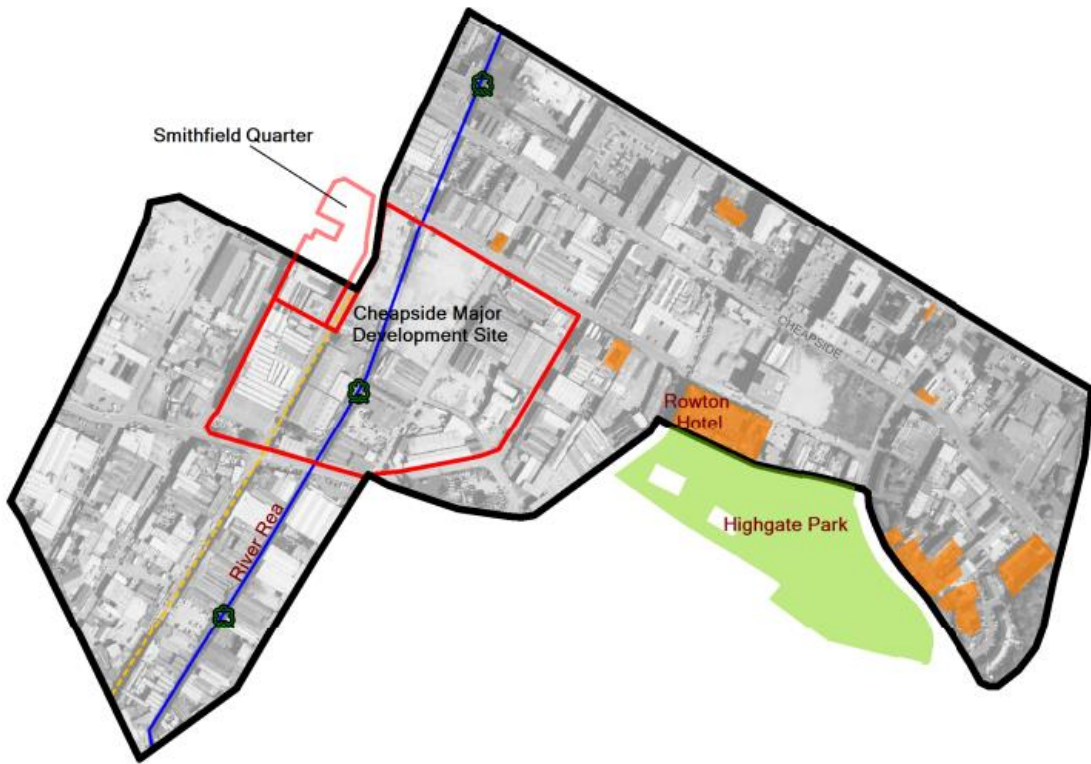 Smithfield Quarter
Cheapside Major
Development Site
CHEAPSIDE
Rowton
Hotel
Highgate Park
River Rea